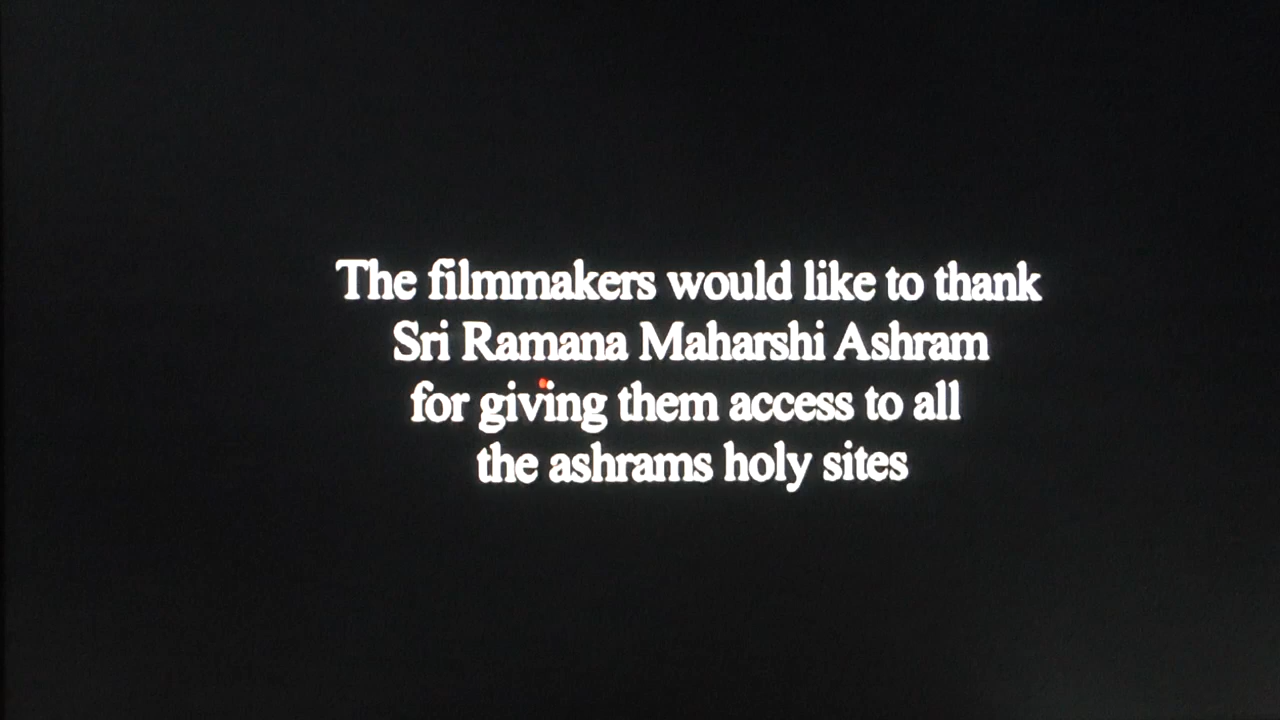 The filmmakers would like to thank
Sri Ramana Maharshi Ashram
for giving them access to all
the ashrams holy sites